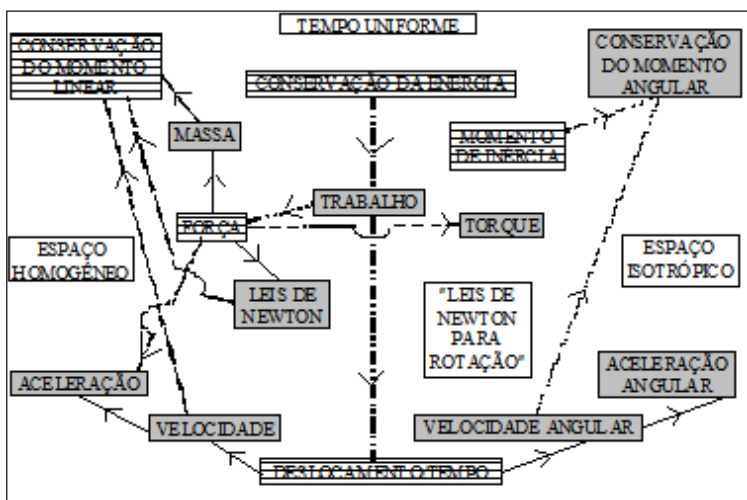 TEMPO UNIFORME
CONSERVAÇÃO
DO MOMENTO
LINEAR
CONSERVAÇÃO DA ENERGIA
CONSERVAÇÃO
DO MOMENTO
ANGULAR
MASSA
MOMENTO
DE INÉRCIA
TRABALHO
FORÇA
TORQUE
ESPAÇO
HOMOGÊNEO
LEIS DE
NEWTON
"LEIS DE
NEWTON
PARA
ROTAÇÃO"
ESPAÇO
ISOTRÓPICO
ACELERAÇÃO
ACELERAÇÃO
ANGULAR
VELOCIDADE
VELOCIDADE ANGULAR
DESLOCAMENTO/TEMPO